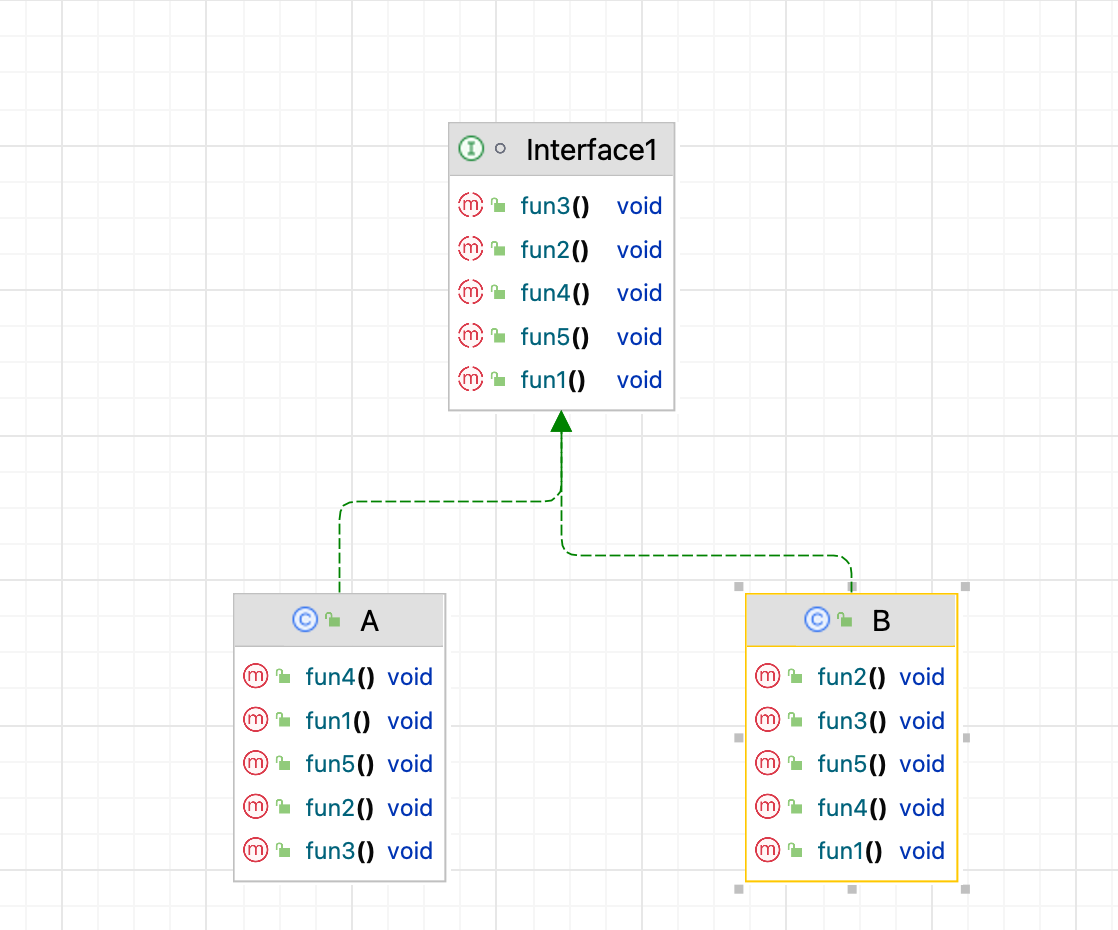 I Interface1
m fun3() void
m fun2() void
m fun4() void
m fun5() void
m fun1() void
C A
m fun4() void
m fun1() void
m fun5() void
m fun2() void
m fun3() void
C B
m fun2() void
m fun3() void
m fun5() void
m fun4() void
m fun1() void